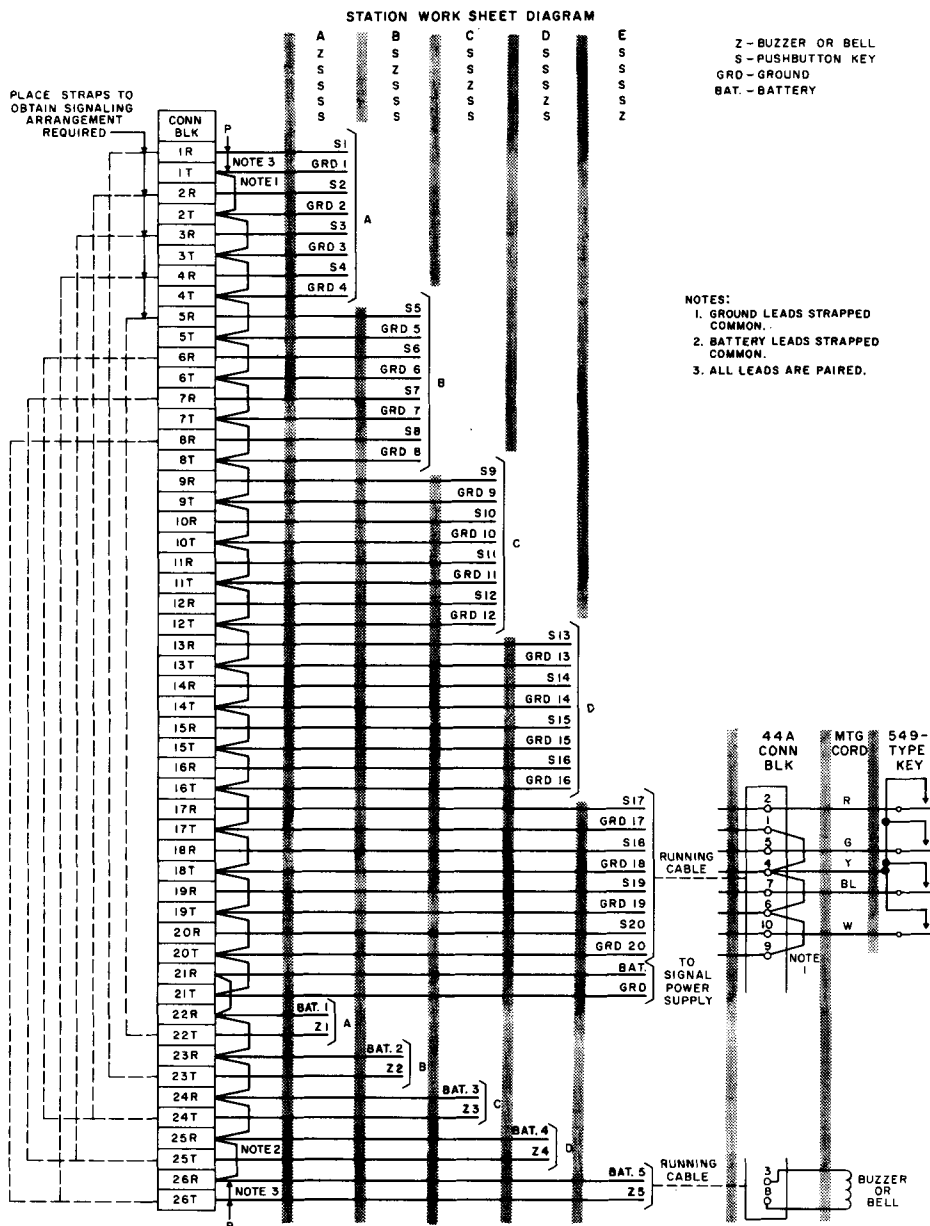 STATION WORK SHEET DIAGRAM
A B C D E
Z S S S S
S Z S S S
S S Z S S
S S S Z S
S S S S Z
Z - BUZZER OR BELL
S - PUSHBUTTON KEY
GRD - GROUND
BAT. - BATTERY
PLACE STRAPS TO
OBTAIN SIGNALING
ARRANGEMENT
REQUIRED
CONN
BLK
P
1R S1
NOTE 3
1T GRD 1
NOTE 1
2R S2
2T GRD 2
3R S3
A
3T GRD 3
4R S4
4T GRD 4
5R S5
5T GRD 5
6R S6
6T GRD 6
B
7R S7
7T GRD 7
8R S8
8T GRD 8
9R S9
9T GRD 9
10R S10
10T GRD 10
C
11R S11
11T GRD 11
12R S12
12T GRD 12
13R S13
13T GRD 13
14R S14
14T GRD 14
D
15R S15
15T GRD 15
16R S16
16T GRD 16
17R S17
17T GRD 17
18R S18
18T GRD 18
19R S19
19T GRD 19
20R S20
20T GRD 20
RUNNING
CABLE
21R BAT.
21T GRD
TO
SIGNAL
POWER
SUPPLY
22R BAT. 1
A
22T Z1
23R BAT. 2
B
23T Z2
24R BAT. 3
C
24T Z3
25R BAT. 4
NOTE 2
D
25T Z4
26R BAT. 5
NOTE 3
26T Z5
P
RUNNING
CABLE
NOTES:
1. GROUND LEADS STRAPPED
COMMON.
2. BATTERY LEADS STRAPPED
COMMON.
3. ALL LEADS ARE PAIRED.
44A
CONN
BLK
MTG
CORD
549-
TYPE
KEY
2 R
1
5 G
4 Y
7 BL
6
10 W
9
NOTE
1
3
8
BUZZER
OR
BELL